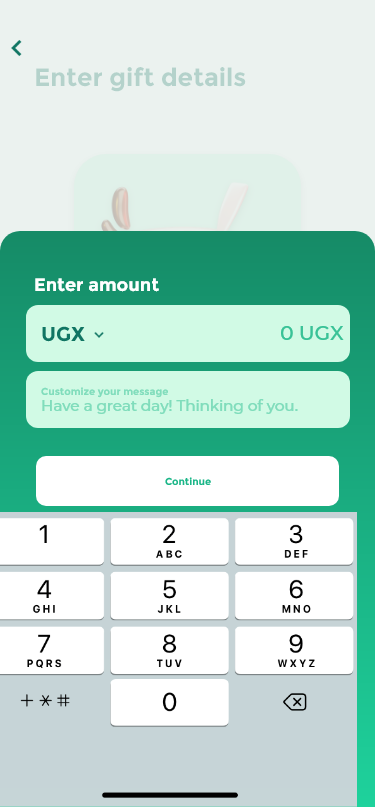 Enter gift details
Enter amount
UGX 0 UGX
Customize your message
Have a great day! Thinking of you.
Continue
1 2 3
ABC DEF
4 5 6
GHI JKL MNO
7 8 9
PQRS TUV WXYZ
+ * # 0